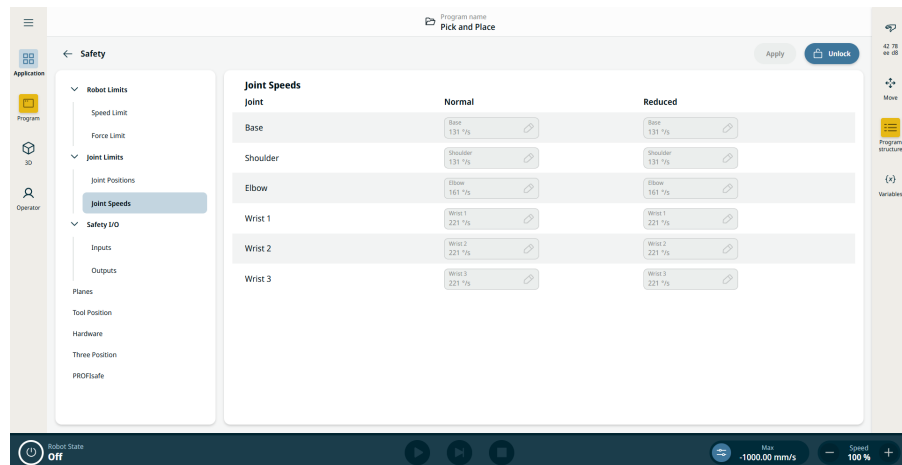 Program name
Pick and Place
Safety
Apply
Unlock
42 78
ee d8
Application
Program
3D
Operator
Robot Limits
Speed Limit
Force Limit
Joint Limits
Joint Positions
Joint Speeds
Safety I/O
Inputs
Outputs
Planes
Tool Position
Hardware
Three Position
PROFIsafe
Joint Speeds
Joint Normal Reduced
Base
Base
131 °/s
Base
131 °/s
Shoulder
Shoulder
131 °/s
Shoulder
131 °/s
Elbow
Elbow
161 °/s
Elbow
161 °/s
Wrist 1
Wrist 1
221 °/s
Wrist 1
221 °/s
Wrist 2
Wrist 2
221 °/s
Wrist 2
221 °/s
Wrist 3
Wrist 3
221 °/s
Wrist 3
221 °/s
Move
Program
structure
{x}
Variables
Robot State
Off
Max
-1000.00 mm/s
Speed
100 %